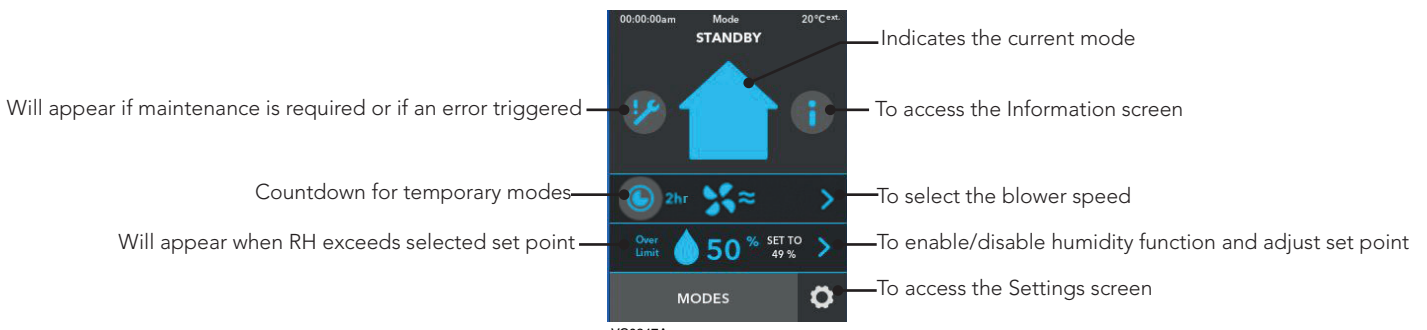 00:00:00am Mode 20°C ext.
STANDBY
Indicates the current mode
Will appear if maintenance is required or if an error triggered
To access the Information screen
Countdown for temporary modes
2hr
To select the blower speed
Will appear when RH exceeds selected set point
Over
Limit
50 %
SET TO
49 %
To enable/disable humidity function and adjust set point
MODES
To access the Settings screen